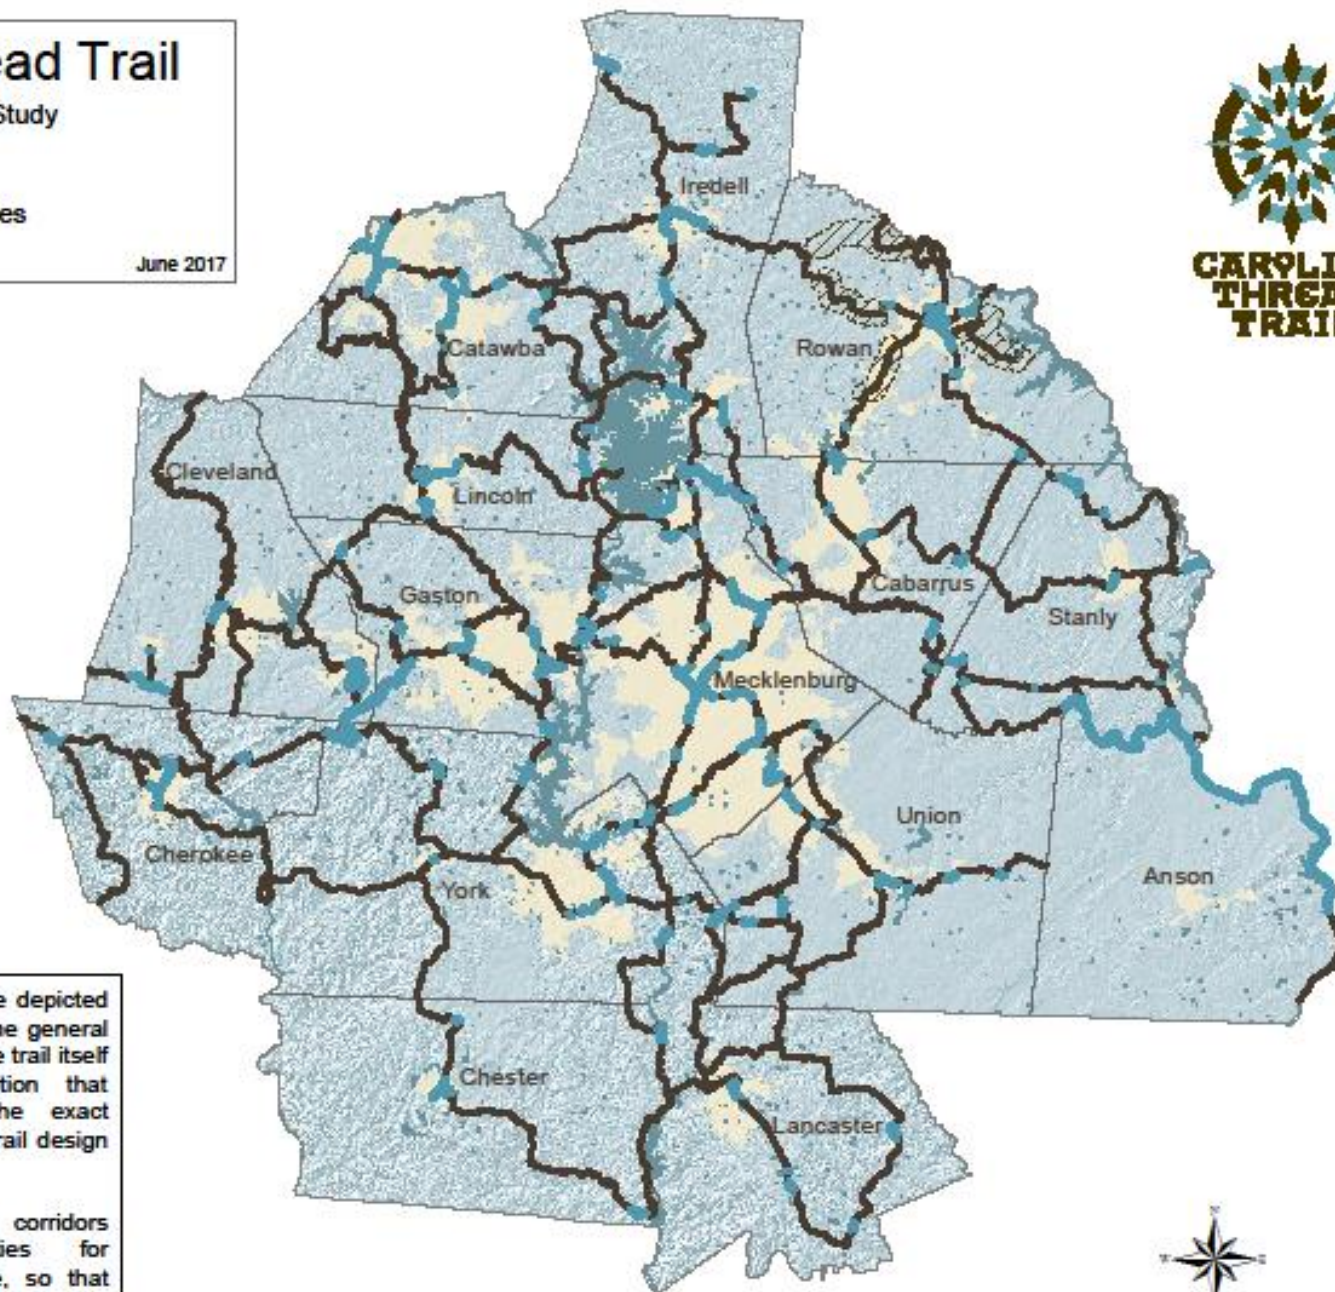 ead Trail
Study
es
June 2017
CAROLI
THREA
TRAI
Iredell
Catawba
Rowan
Cleveland
Lincoln
Gaston
Cabarrus
Stanly
Mecklenburg
Union
Cherokee
York
Anson
Chester
Lancaster
e depicted
ne general
e trail itself
tion that
he exact
rail design
corridors
ies for
e, so that
N
W
E